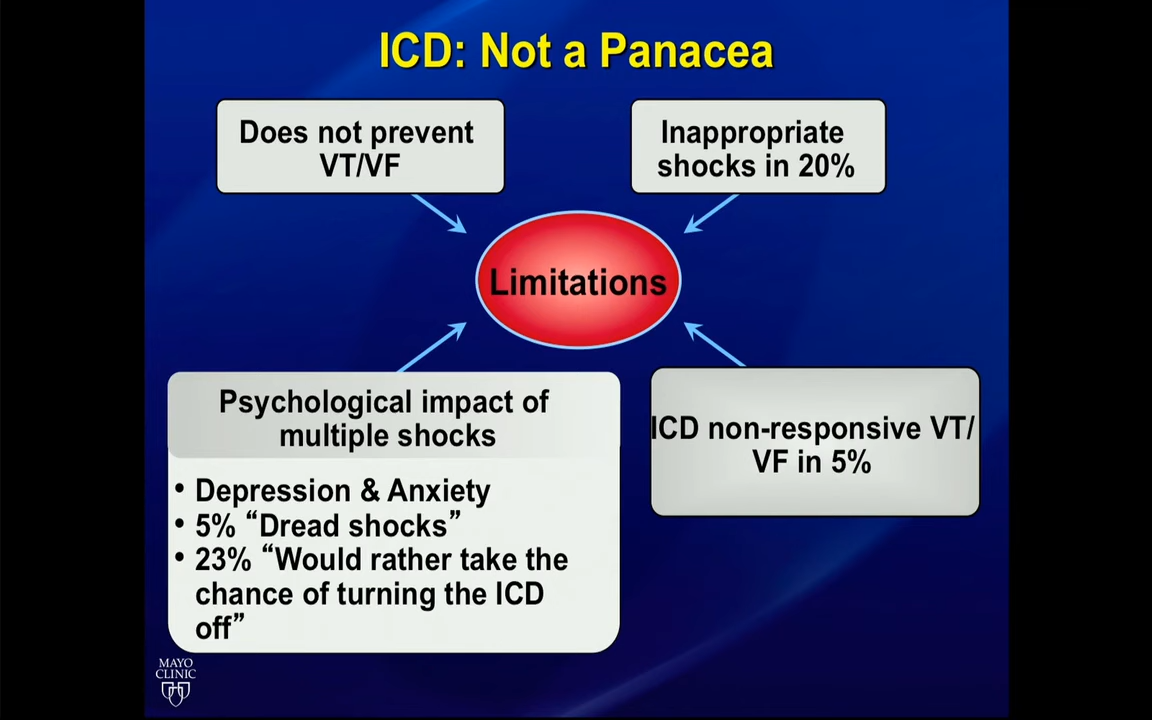 ICD: Not a Panacea
Does not prevent
VT/VF
Inappropriate
shocks in 20%
Limitations
Psychological impact of
multiple shocks
• Depression & Anxiety
• 5% “Dread shocks”
• 23% “Would rather take the
chance of turning the ICD
off”
ICD non-responsive VT/
VF in 5%
MAYO
CLINIC